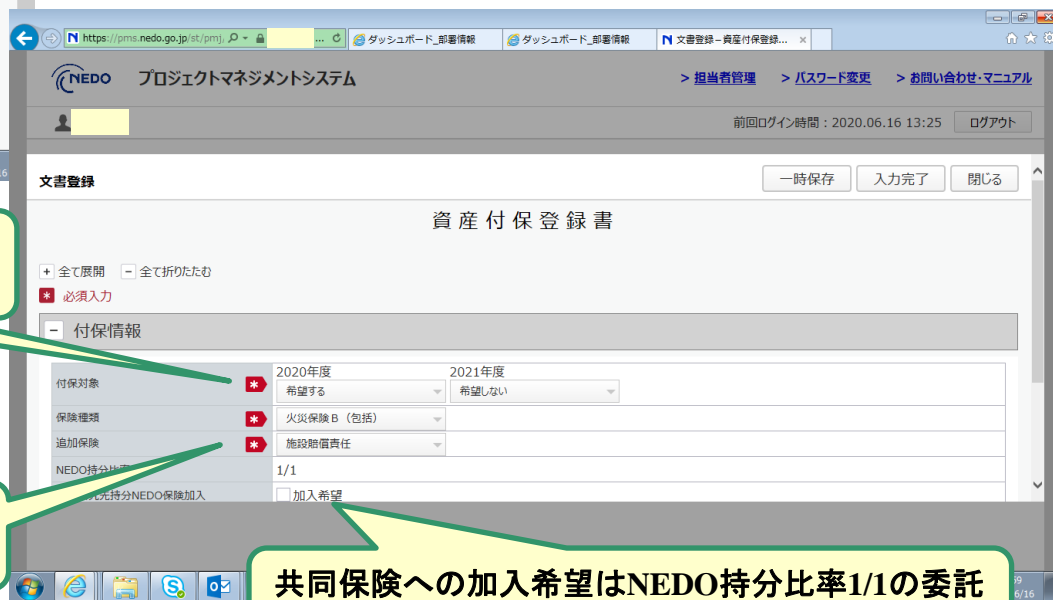 https://pms.nedo.go.jp/st/pmj,
ダッシュボード_部署情報
ダッシュボード_部署情報
文書登録－資産付保登録... ×
NEDO プロジェクトマネジメントシステム
> 担当者管理 > パスワード変更 > お問い合わせ・マニュアル
前回ログイン時間：2020.06.16 13:25 ログアウト
文書登録
一時保存 入力完了 閉じる
資産付保登録書
+ 全て展開 － 全て折りたたむ
* 必須入力
－ 付保情報
2020年度 2021年度
付保対象 * 希望する 希望しない
保険種類 * 火災保険Ｂ（包括）
追加保険 * 施設賠償責任
NEDO持分比率 1/1
先持分NEDO保険加入 加入希望
共同保険への加入希望はNEDO持分比率1/1の委託